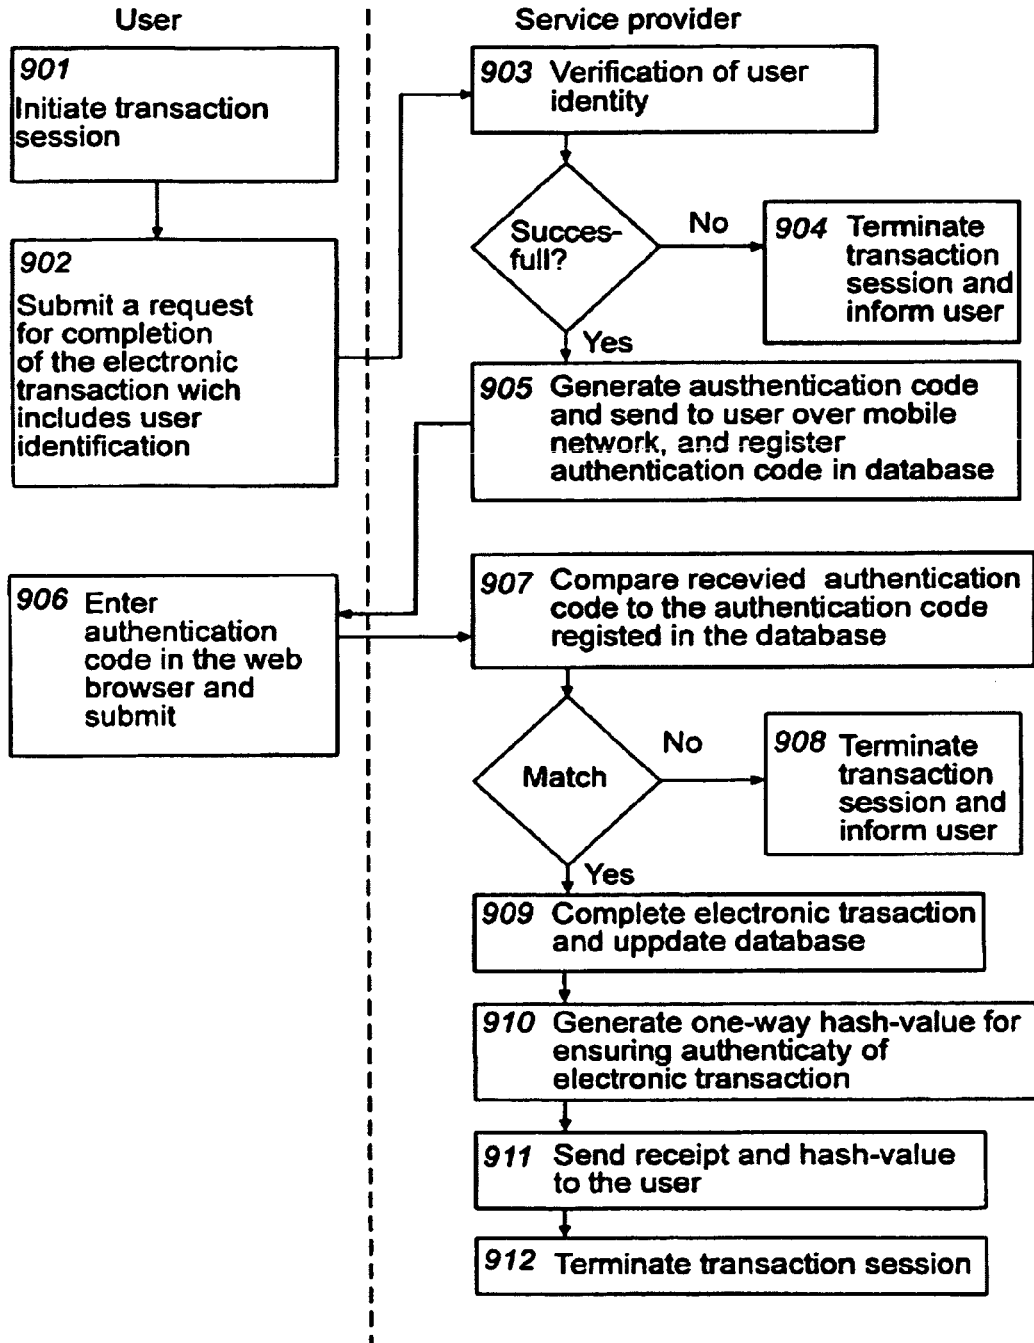 User
Service provider
901
Initiate transaction
session
902
Submit a request
for completion
of the electronic
transaction wich
includes user
identification
903 Verification of user
identity
Succes-
full?
No
904 Terminate
transaction
session and
inform user
Yes
905 Generate austhentication code
and send to user over mobile
network, and register
authentication code in database
906 Enter
authentication
code in the web
browser and
submit
907 Compare recevied authentication
code to the authentication code
registed in the database
Match
No
908 Terminate
transaction
session and
inform user
Yes
909 Complete electronic trasaction
and uppdate database
910 Generate one-way hash-value for
ensuring authenticaty of
electronic transaction
911 Send receipt and hash-value
to the user
912 Terminate transaction session